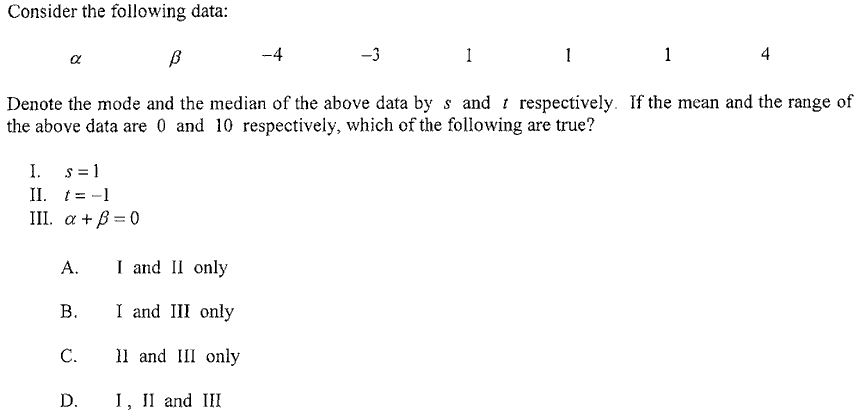 Consider the following data:
α β −4 −3 1 1 1 4
Denote the mode and the median of the above data by s and t respectively. If the mean and the range of
the above data are 0 and 10 respectively, which of the following are true?
I. s = 1
II. t = −1
III. α + β = 0
A. I and II only
B. I and III only
C. II and III only
D. I , II and III